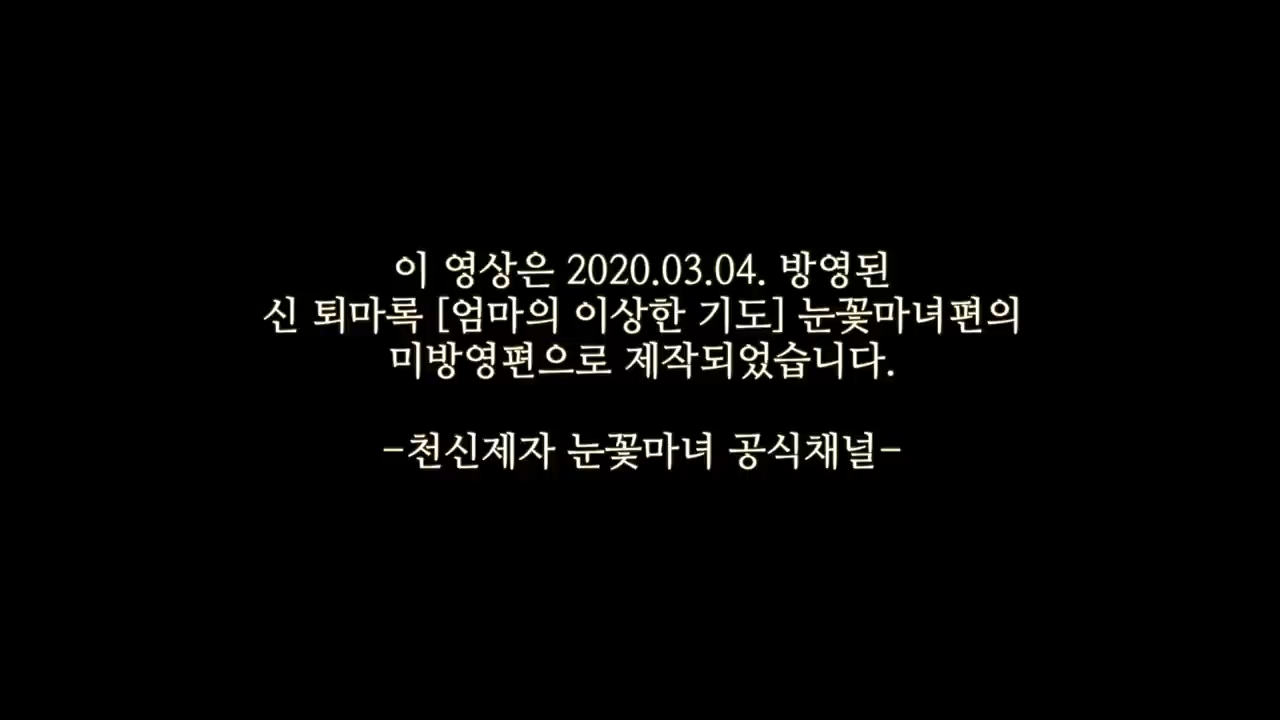 이 영상은 2020.03.04. 방영된
신 퇴마록 [엄마의 이상한 기도] 눈꽃마녀편의
미방영편으로 제작되었습니다.
-천신제자 눈꽃마녀 공식채널-